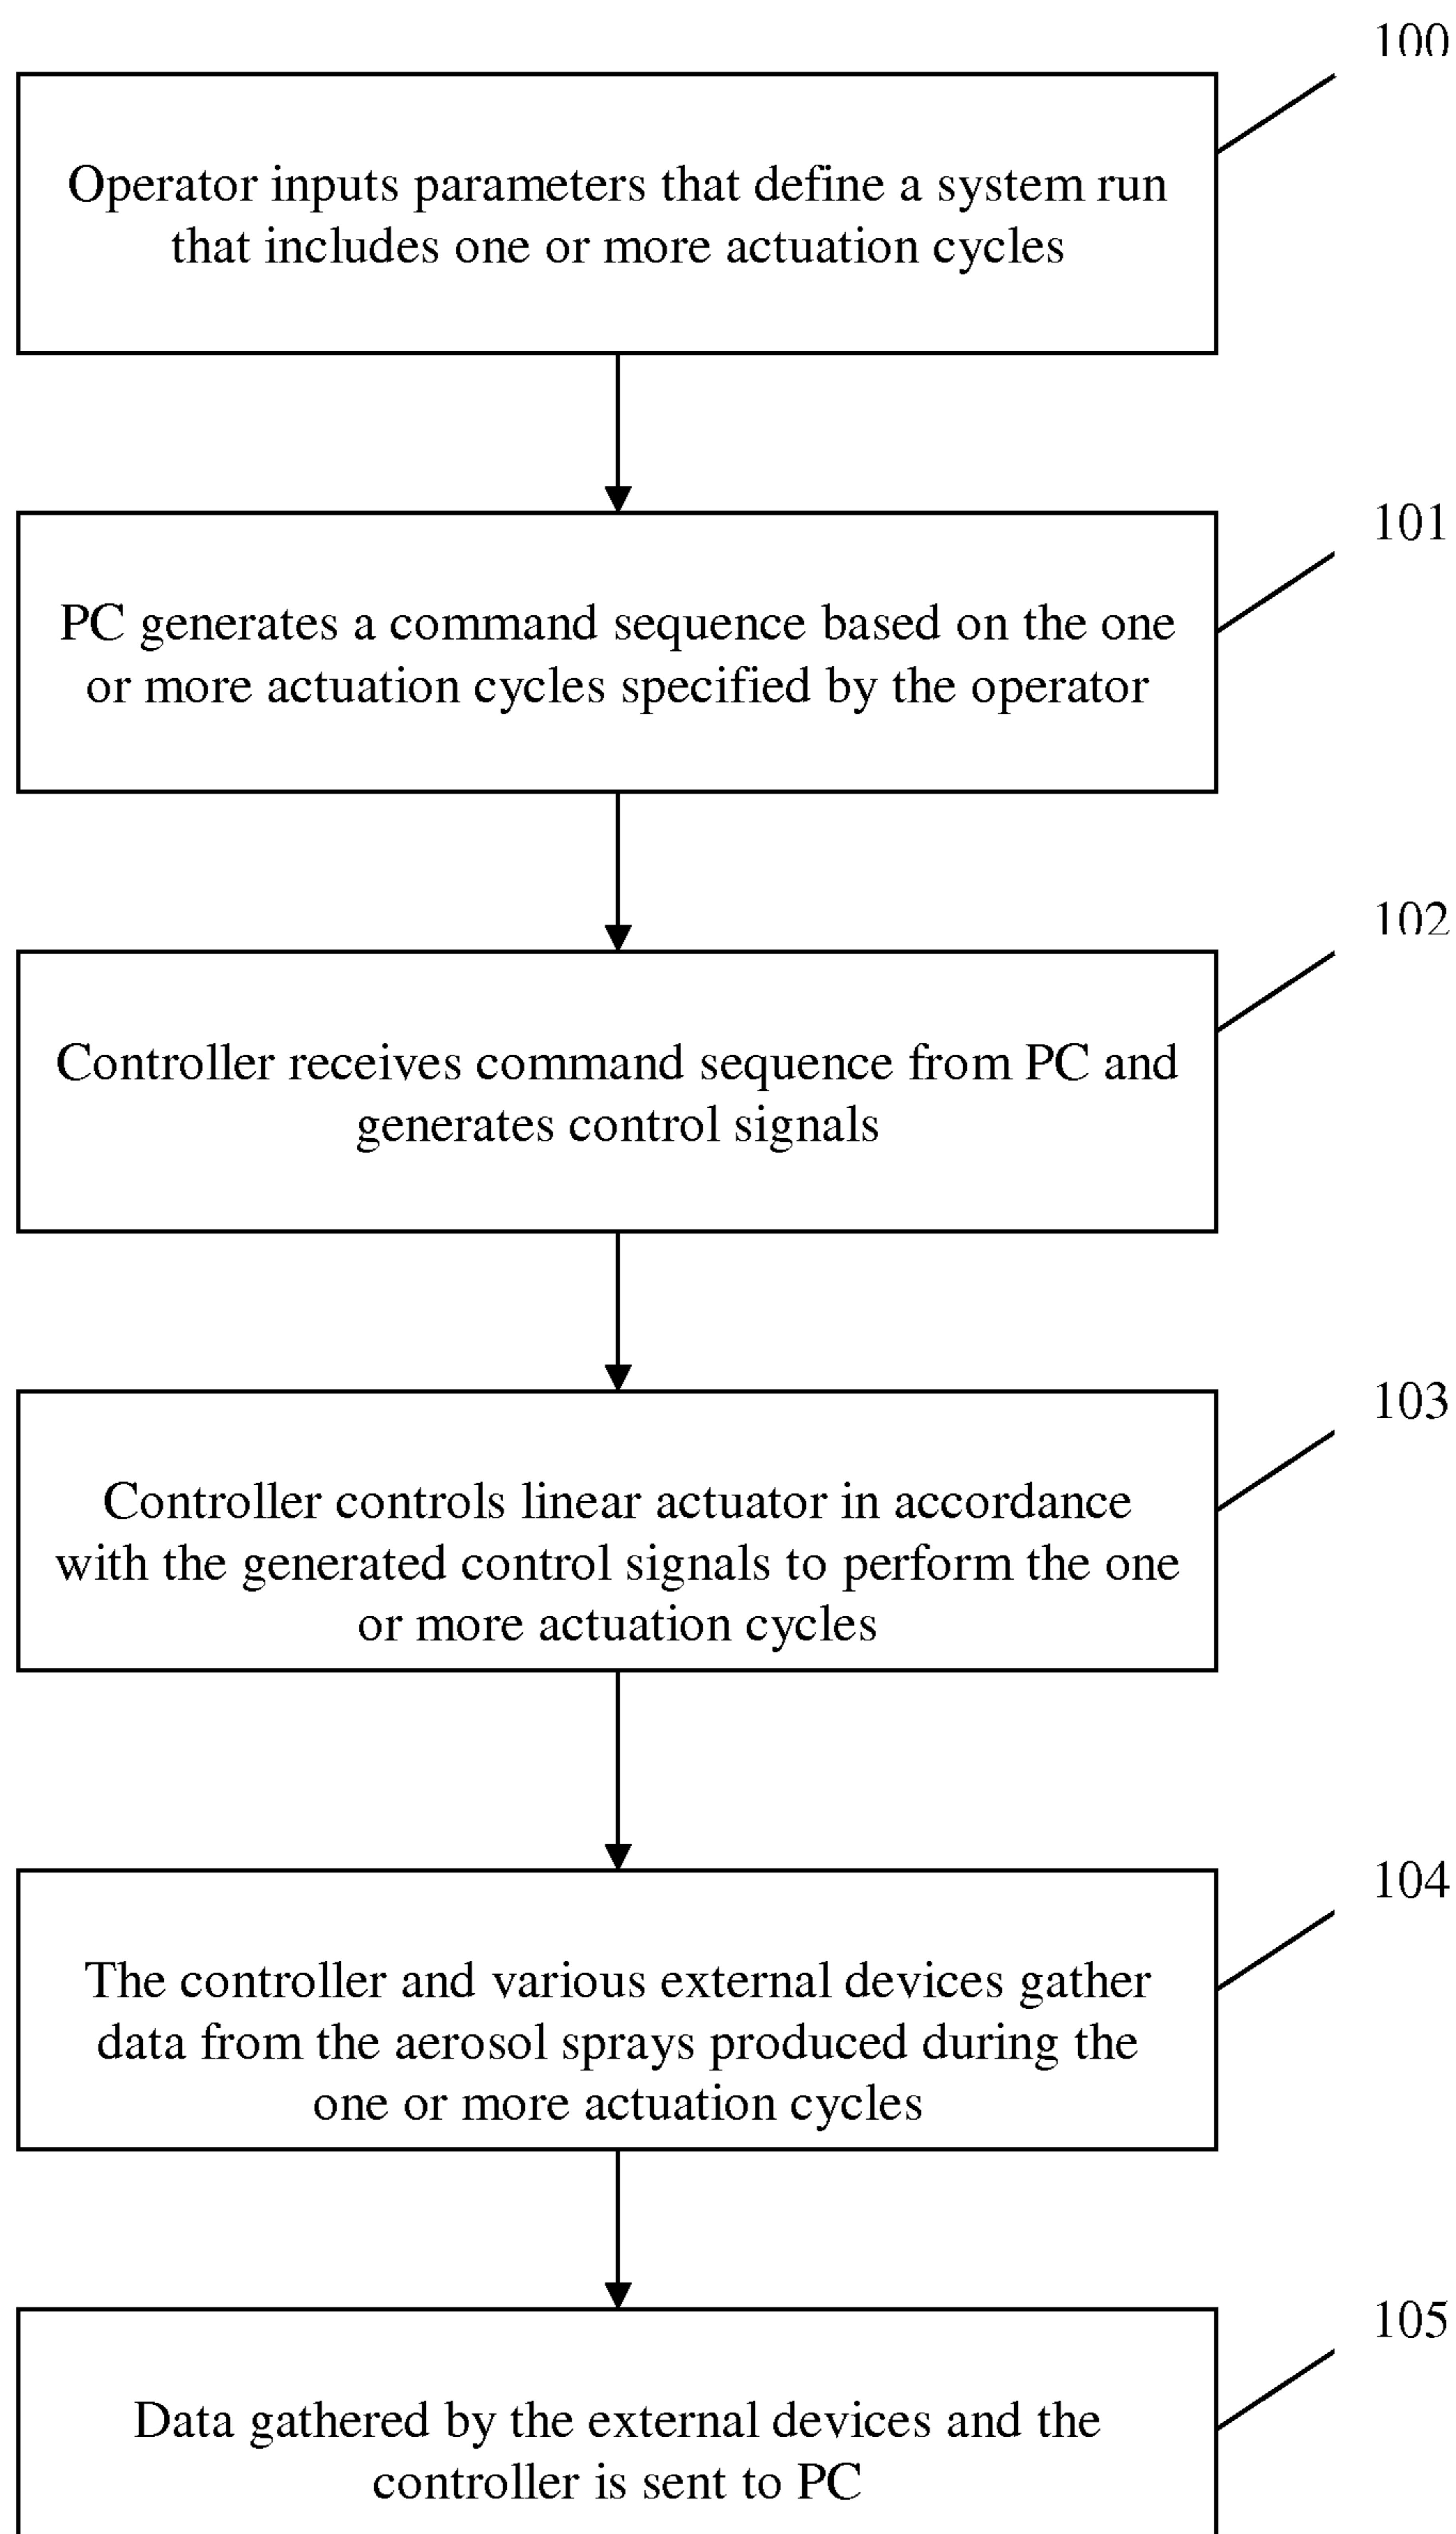 100
Operator inputs parameters that define a system run
that includes one or more actuation cycles
101
PC generates a command sequence based on the one
or more actuation cycles specified by the operator
102
Controller receives command sequence from PC and
generates control signals
103
Controller controls linear actuator in accordance
with the generated control signals to perform the one
or more actuation cycles
104
The controller and various external devices gather
data from the aerosol sprays produced during the
one or more actuation cycles
105
Data gathered by the external devices and the
controller is sent to PC